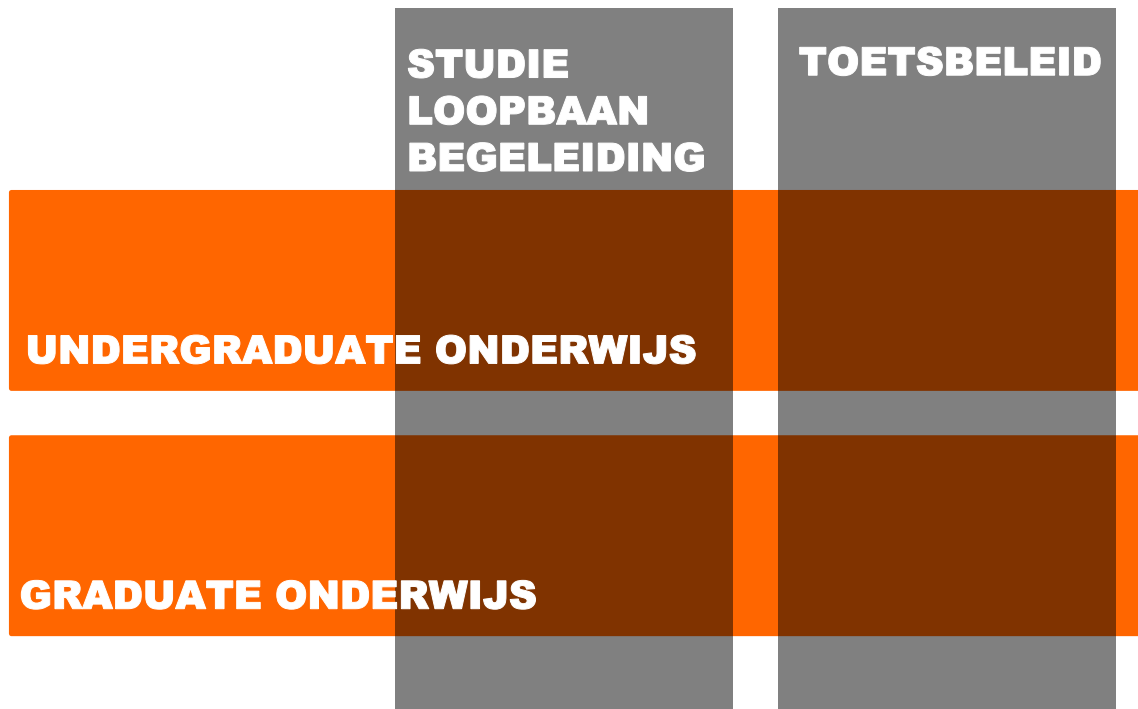 STUDIE
LOOPBAAN
BEGELEIDING
TOETSBELEID
UNDERGRADUATE ONDERWIJS
GRADUATE ONDERWIJS